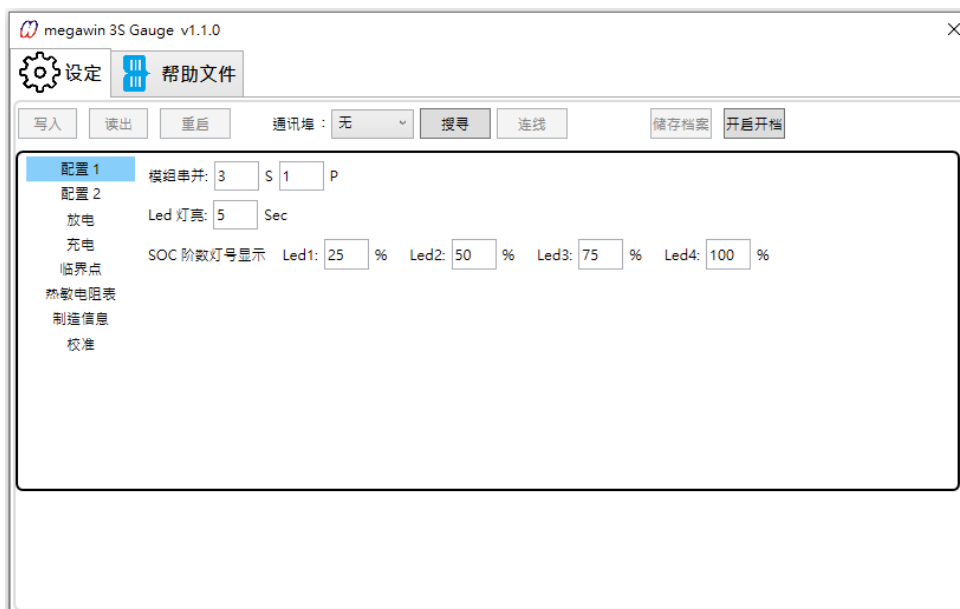 megawin 3S Gauge v1.1.0
设定 帮助文件
写入 读出 重启 通讯埠: 无 搜寻 连线 储存档案 开启开档
配置 1
配置 2
放电
充电
临界点
热敏电阻表
制造信息
校准
模组串并: 3 S 1 P
Led 灯亮: 5 Sec
SOC 阶数灯号显示 Led1: 25 % Led2: 50 % Led3: 75 % Led4: 100 %